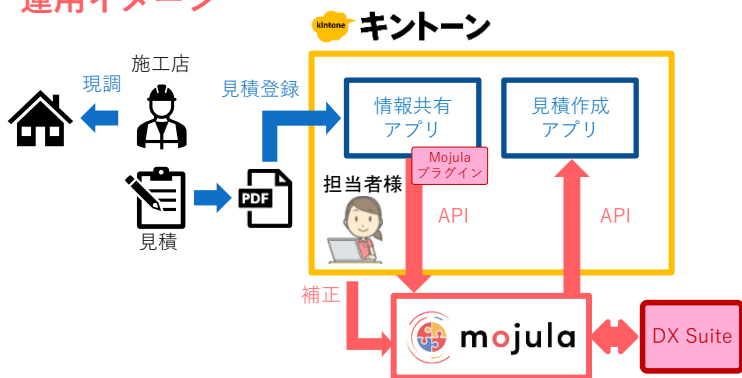 運用イメージ
kintone
キントーン
施工店
現調
見積登録
情報共有
アプリ
見積作成
アプリ
Mojula
プラグイン
担当者様
PDF
API
API
見積
補正
mojula
DX Suite